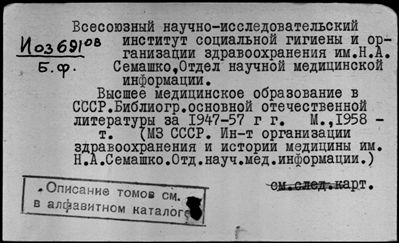 Всесоюзный научно-исследовательский
Иоз691 08
институт социальной гигиены и ор-
ганизации здравоохранения им.Н.А.
Б.ф.
Семашко,Отдел научной медицинской
информации.
Высшее медицинское образование в
СССР.Библиогр.основной отечественной
литературы за 1947-57 г г. М.,1958 -
т. (МЗ СССР. Ин-т организации
здравоохранения и истории медицины им.
Н.А.Семашко.Отд.науч.мед.информации.)
см.след.карт.
.Описание томов см.
в алфавитном каталоге